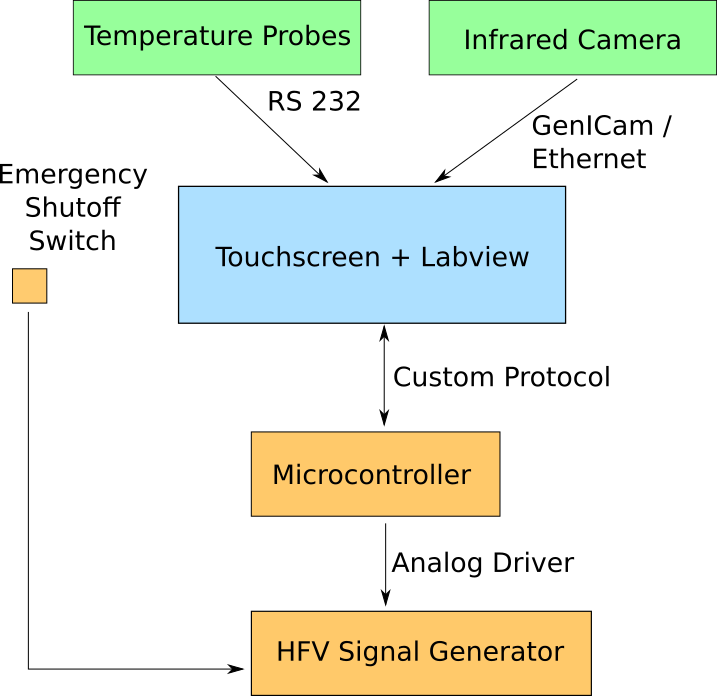 Temperature Probes
Infrared Camera
RS 232
GenICam /
Ethernet
Emergency
Shutoff
Switch
Touchscreen + Labview
Custom Protocol
Microcontroller
Analog Driver
HFV Signal Generator